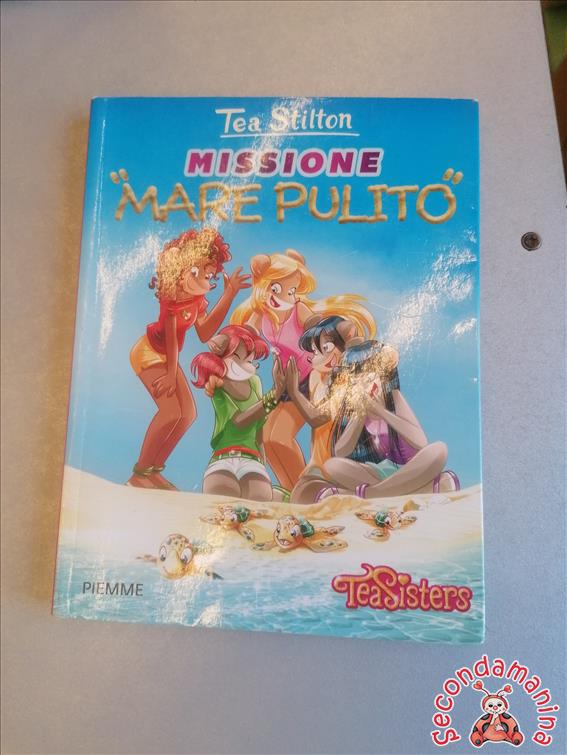 Tea Stilton
MISSIONE
"MARE PULITO"
PIEMME
TeaSisters
Secondamanina